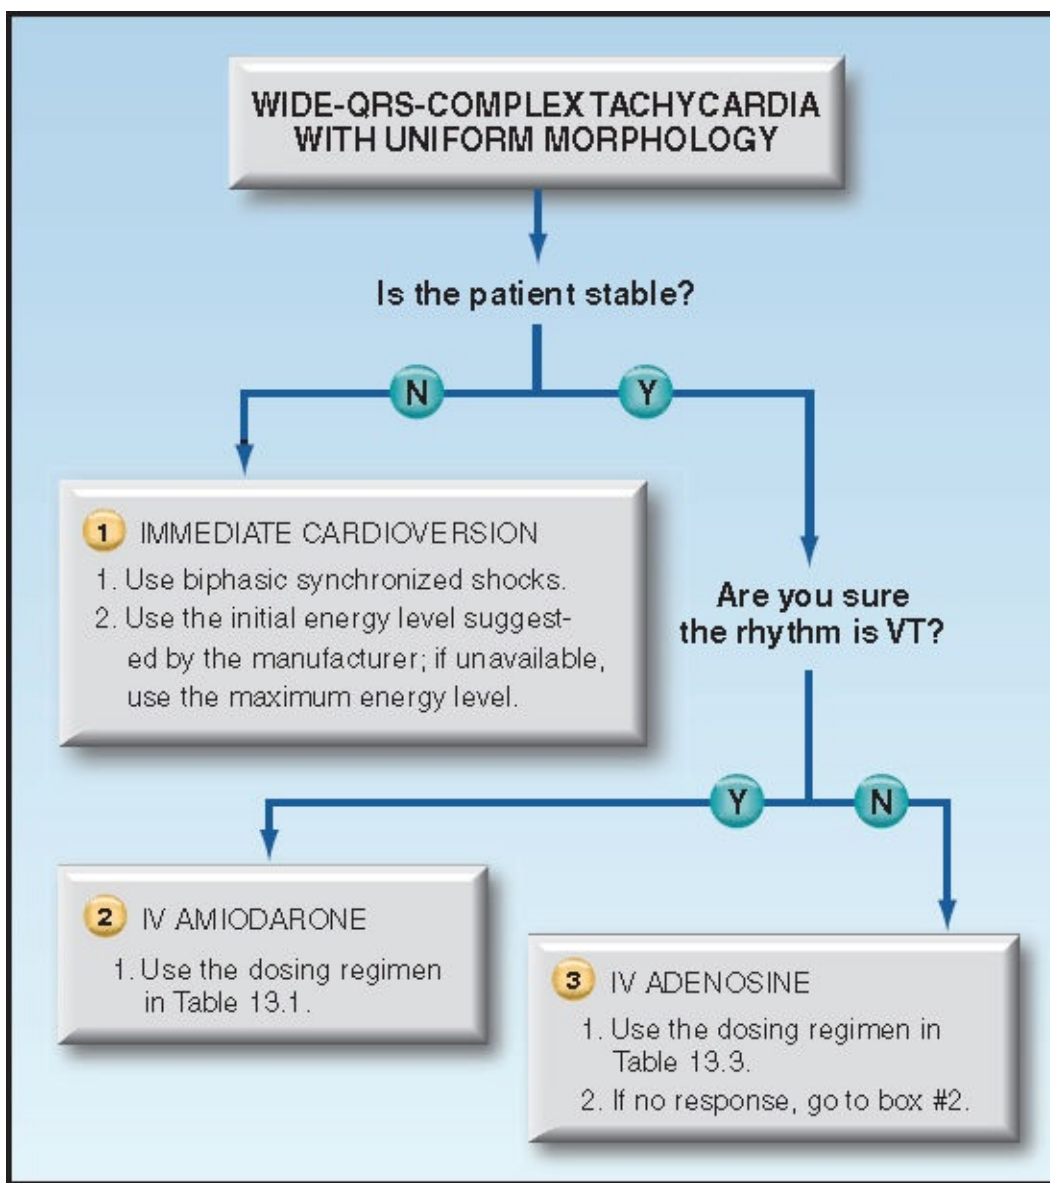 WIDE-QRS-COMPLEX TACHYCARDIA
WITH UNIFORM MORPHOLOGY
Is the patient stable?
N
Y
1 IMMEDIATE CARDIOVERSION
1. Use biphasic synchronized shocks.
2. Use the initial energy level suggest-
ed by the manufacturer; if unavailable,
use the maximum energy level.
Are you sure
the rhythm is VT?
Y
N
2 IV AMIODARONE
1. Use the dosing regimen
in Table 13.1.
3 IV ADENOSINE
1. Use the dosing regimen in
Table 13.3.
2. If no response, go to box #2.